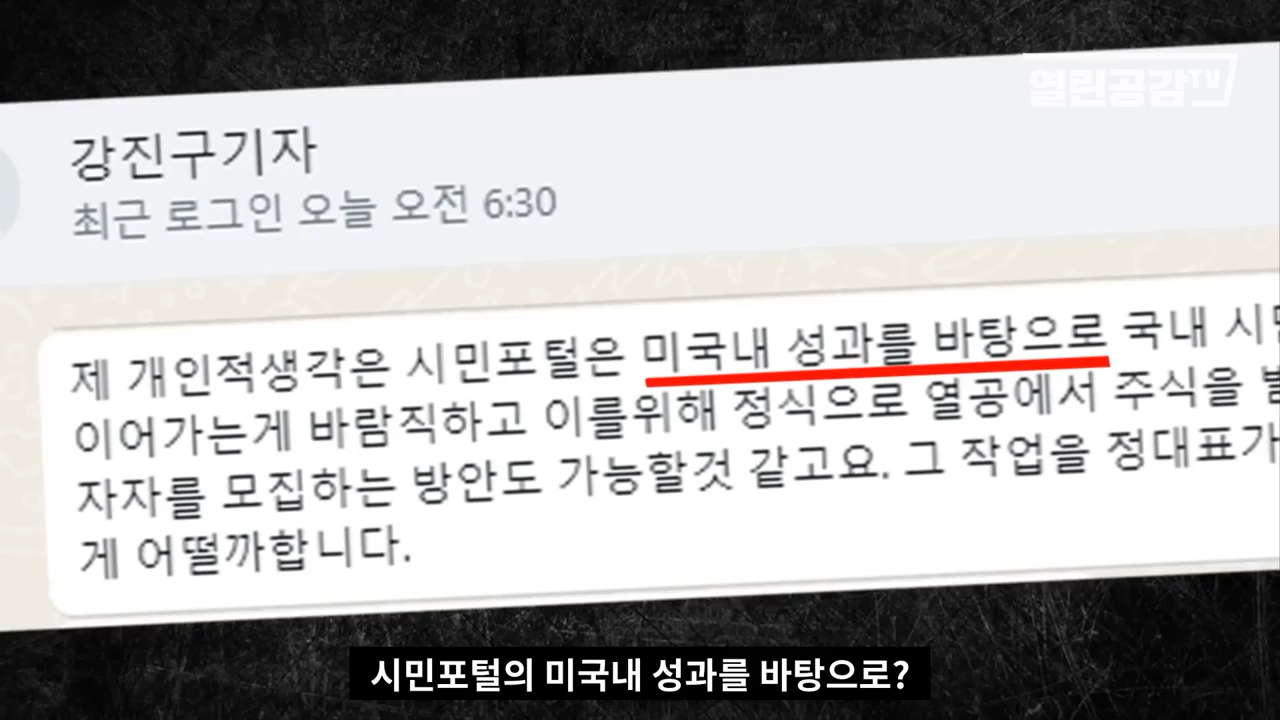 열린공감TV
강진구기자
최근 로그인 오늘 오전 6:30
제 개인적생각은 시민포털은 미국내 성과를 바탕으로 국내
이어가는게 바람직하고 이를위해 정식으로 열공에서 주식을
자자를 모집하는 방안도 가능할것 같고요. 그 작업을 정대표가
게 어떨까합니다.
시민포털의 미국내 성과를 바탕으로?